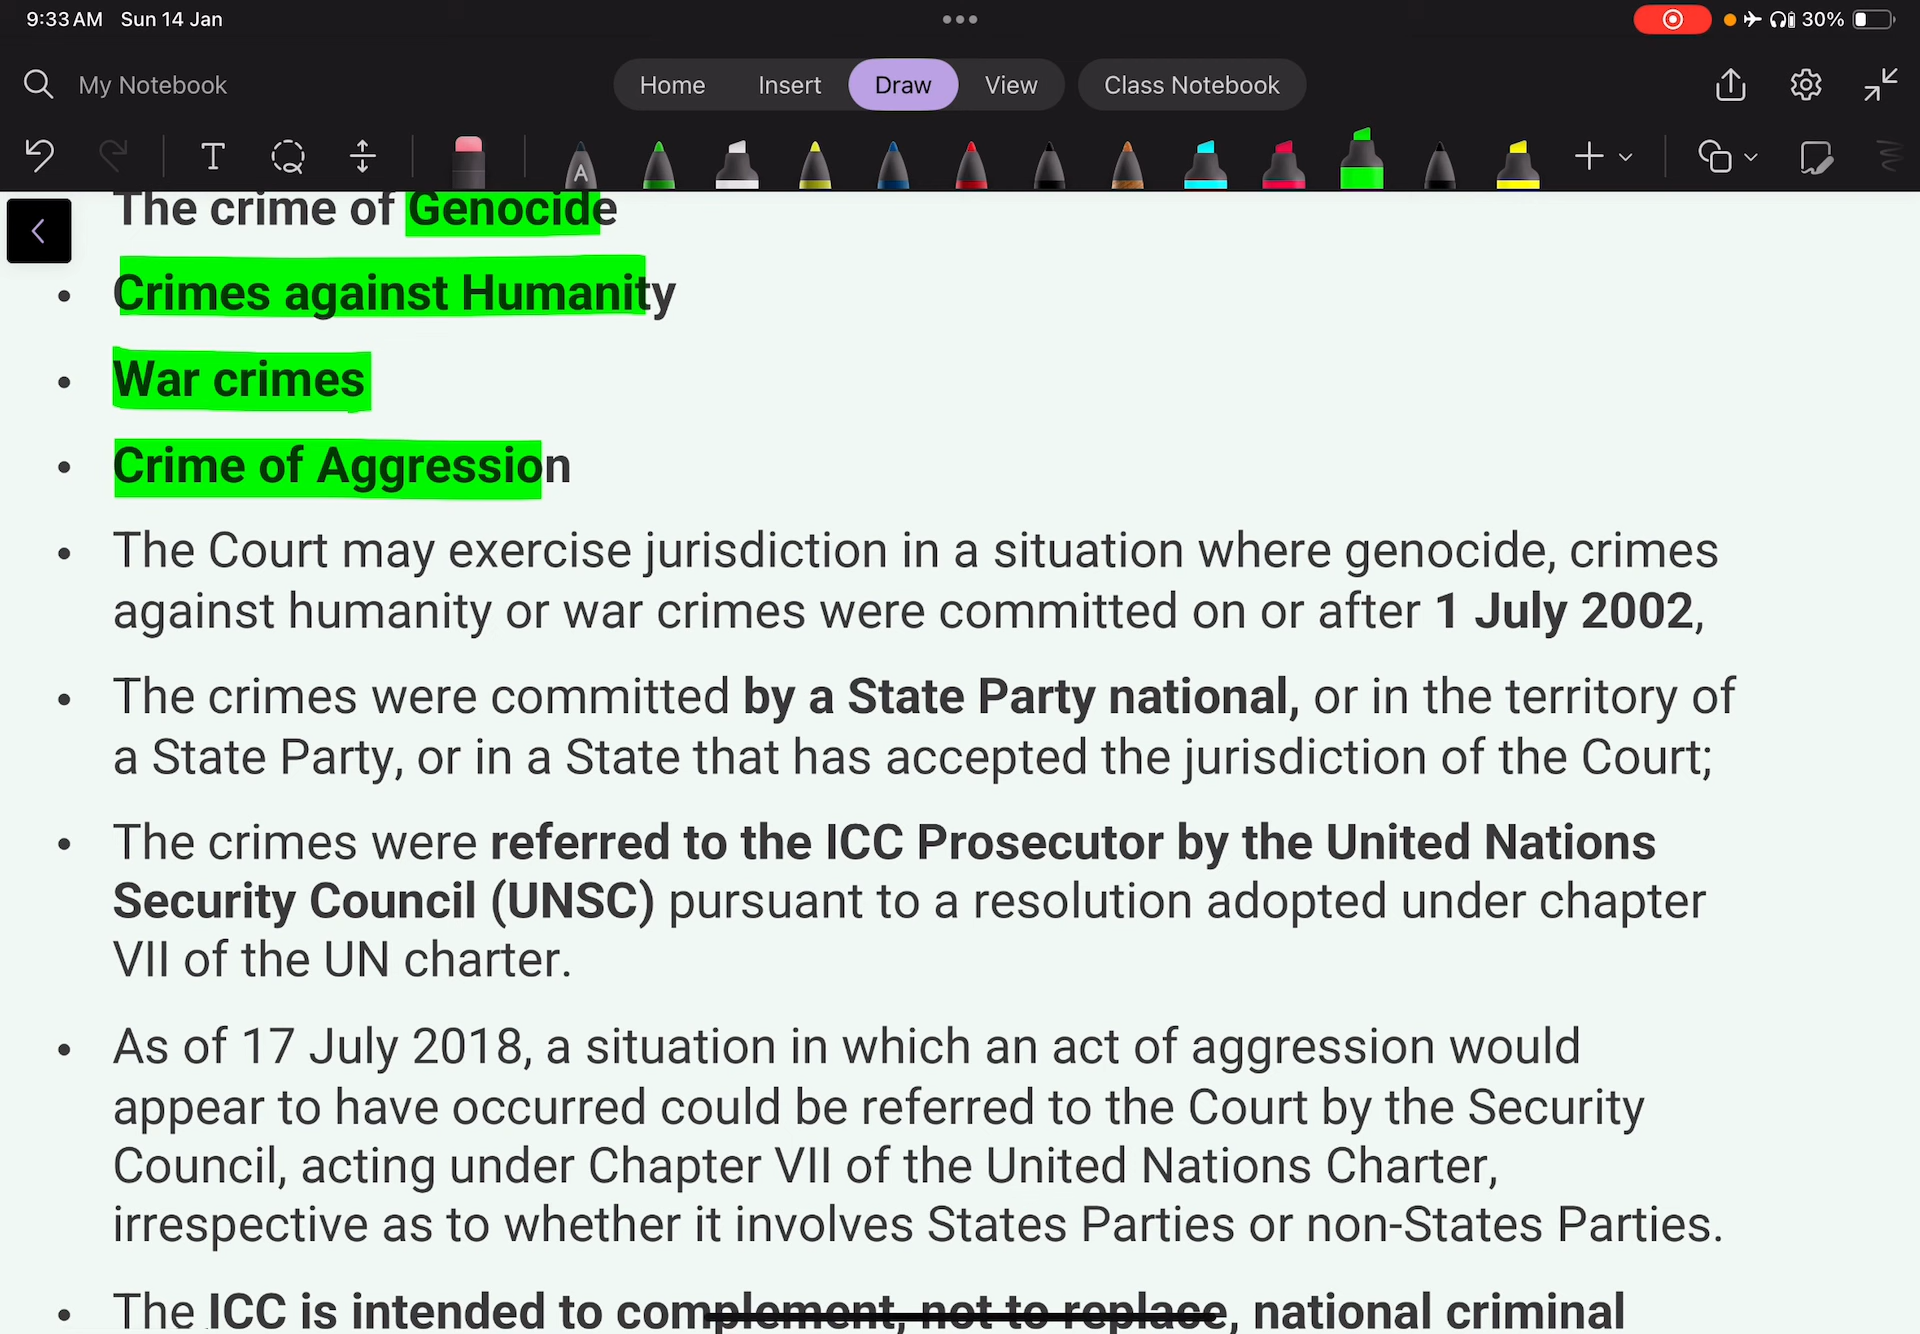 9:33 AM Sun 14 Jan
30%
My Notebook
Home Insert Draw View Class Notebook
T
A
The crime of Genocide
• Crimes against Humanity
• War crimes
• Crime of Aggression
• The Court may exercise jurisdiction in a situation where genocide, crimes
against humanity or war crimes were committed on or after 1 July 2002,
• The crimes were committed by a State Party national, or in the territory of
a State Party, or in a State that has accepted the jurisdiction of the Court;
• The crimes were referred to the ICC Prosecutor by the United Nations
Security Council (UNSC) pursuant to a resolution adopted under chapter
VII of the UN charter.
• As of 17 July 2018, a situation in which an act of aggression would
appear to have occurred could be referred to the Court by the Security
Council, acting under Chapter VII of the United Nations Charter,
irrespective as to whether it involves States Parties or non-States Parties.
• The ICC is intended to complement, not to replace, national criminal